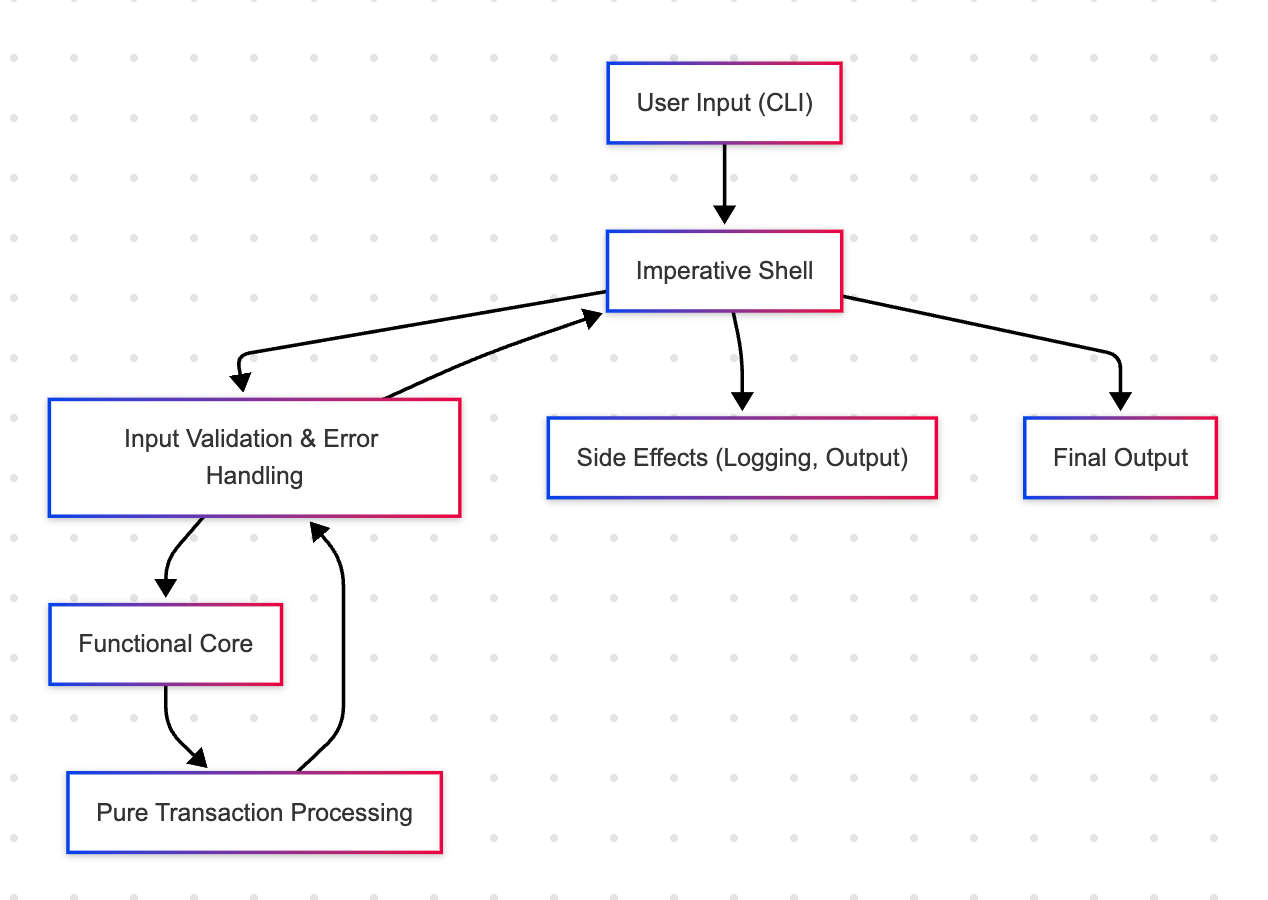 User Input (CLI)
Imperative Shell
Input Validation & Error
Handling
Side Effects (Logging, Output)
Final Output
Functional Core
Pure Transaction Processing